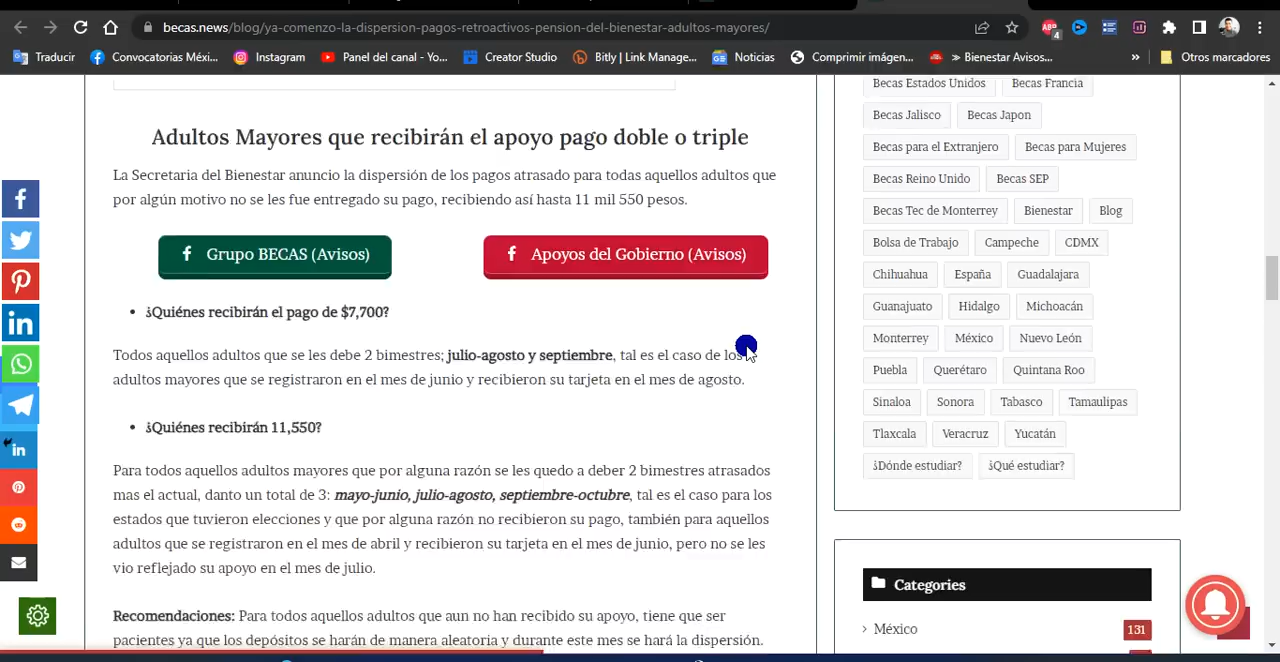 becas.news/blog/ya-comenzo-la-dispersion-pagos-retroactivos-pension-del-bienestar-adultos-mayores/
4
Traducir
Convocatorias Méxi...
Instagram
Panel del canal - Yo...
Creator Studio
Bitly | Link Manage...
Noticias
Comprimir imágen...
» Bienestar Avisos...
»
Otros marcadores
Adultos Mayores que recibirán el apoyo pago doble o triple
La Secretaria del Bienestar anuncio la dispersión de los pagos atrasado para todas aquellos adultos que
por algún motivo no se les fue entregado su pago, recibiendo así hasta 11 mil 550 pesos.
Grupo BECAS (Avisos)
Apoyos del Gobierno (Avisos)
• ¿Quiénes recibirán el pago de $7,700?
Todos aquellos adultos que se les debe 2 bimestres; julio-agosto y septiembre, tal es el caso de los
adultos mayores que se registraron en el mes de junio y recibieron su tarjeta en el mes de agosto.
• ¿Quiénes recibirán 11,550?
Para todos aquellos adultos mayores que por alguna razón se les quedo a deber 2 bimestres atrasados
mas el actual, danto un total de 3: mayo-junio, julio-agosto, septiembre-octubre, tal es el caso para los
estados que tuvieron elecciones y que por alguna razón no recibieron su pago, también para aquellos
adultos que se registraron en el mes de abril y recibieron su tarjeta en el mes de junio, pero no se les
vio reflejado su apoyo en el mes de julio.
Recomendaciones: Para todos aquellos adultos que aun no han recibido su apoyo, tiene que ser
pacientes ya que los depósitos se harán de manera aleatoria y durante este mes se hará la dispersión.
Becas Estados Unidos
Becas Francia
Becas Jalisco
Becas Japon
Becas para el Extranjero
Becas para Mujeres
Becas Reino Unido
Becas SEP
Becas Tec de Monterrey
Bienestar
Blog
Bolsa de Trabajo
Campeche
CDMX
Chihuahua
España
Guadalajara
Guanajuato
Hidalgo
Michoacán
Monterrey
México
Nuevo León
Puebla
Querétaro
Quintana Roo
Sinaloa
Sonora
Tabasco
Tamaulipas
Tlaxcala
Veracruz
Yucatán
¿Dónde estudiar?
¿Qué estudiar?
Categories
México
131